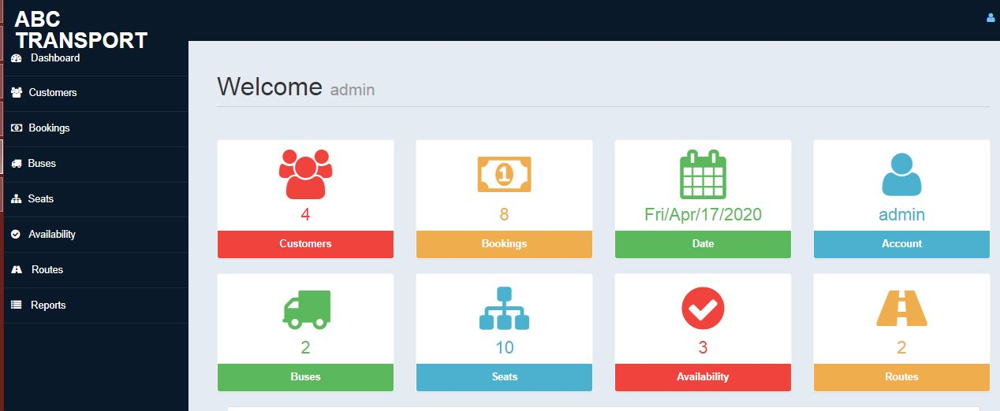 ABC
TRANSPORT
Dashboard
Customers
Bookings
Buses
Seats
Availability
Routes
Reports
Welcome admin
4
Customers
1
8
Bookings
Fri/Apr/17/2020
Date
admin
Account
2
Buses
10
Seats
3
Availability
2
Routes